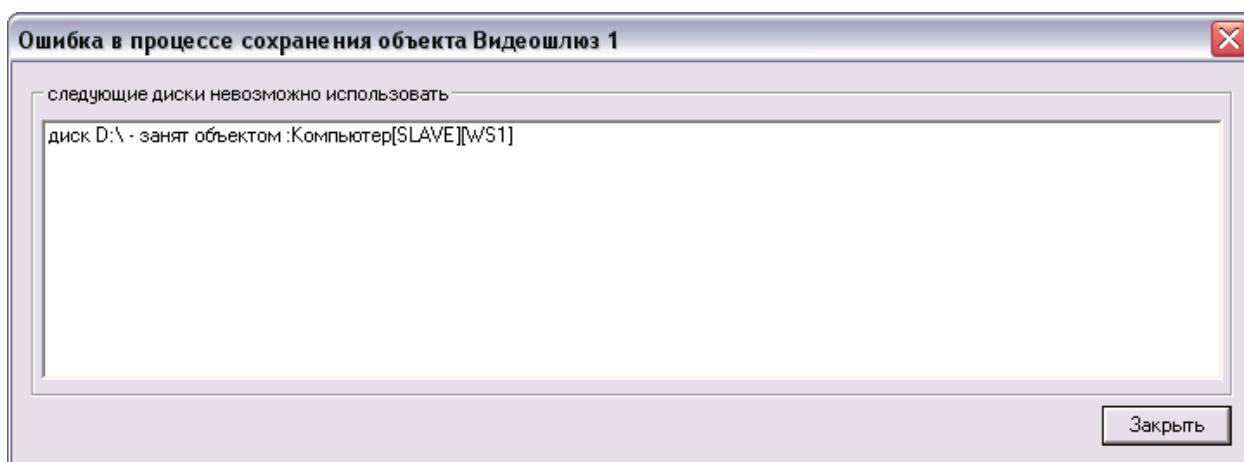 Ошибка в процессе сохранения объекта Видеошлюз 1
следующие диски невозможно использовать
диск D:\ - занят объектом :Компьютер[SLAVE][WS1]
Закрыть